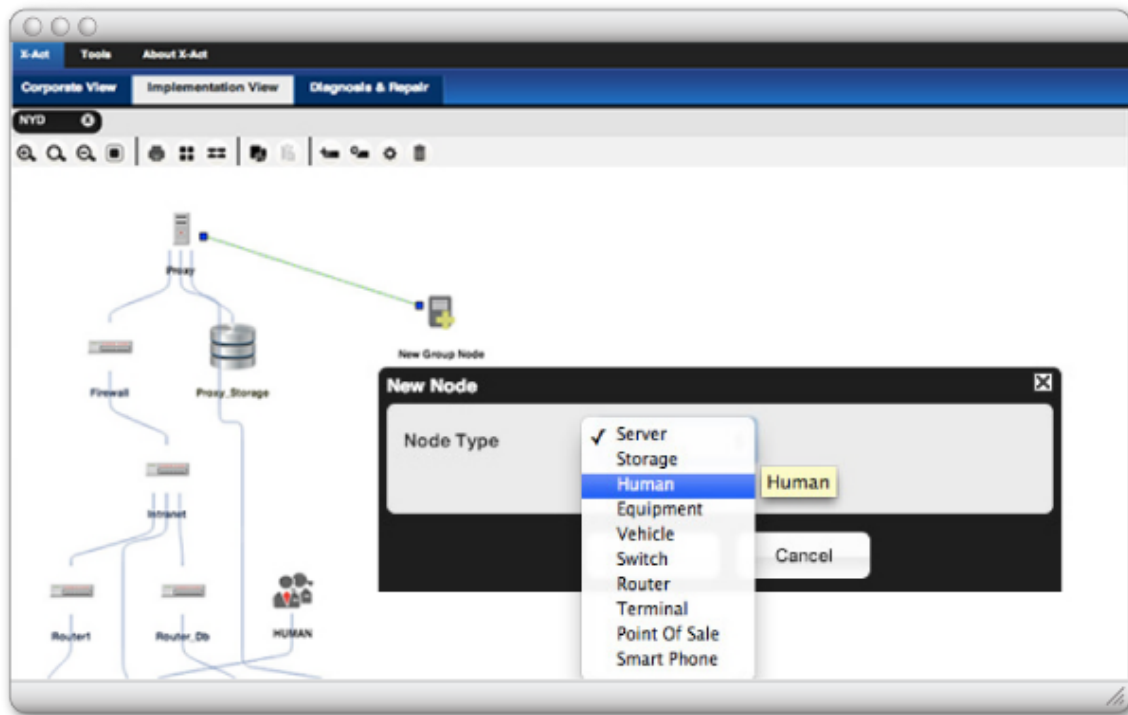 X-Act Tools About X-Act
Corporate View Implementation View Diagnosis & Repair
NYD
Proxy
New Group Node
Firewall Proxy_Storage
New Node
Node Type
✓ Server
Storage
Human Human
Equipment
Vehicle
Cancel
Switch
Router
Terminal
Point Of Sale
Smart Phone
Intranet
Router1 Router_Db HUMAN